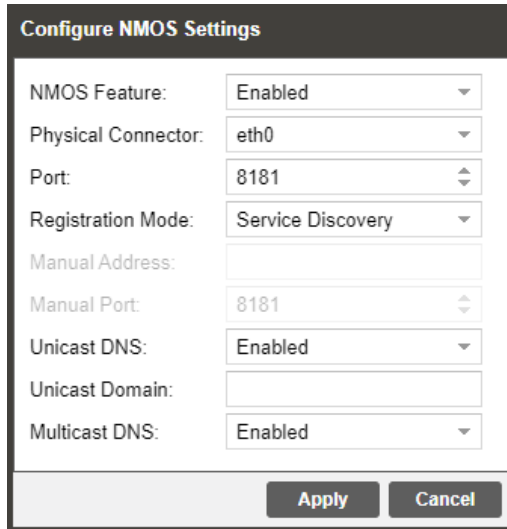 Configure NMOS Settings
NMOS Feature: Enabled
Physical Connector: eth0
Port: 8181
Registration Mode: Service Discovery
Manual Address:
Manual Port: 8181
Unicast DNS: Enabled
Unicast Domain:
Multicast DNS: Enabled
Apply Cancel